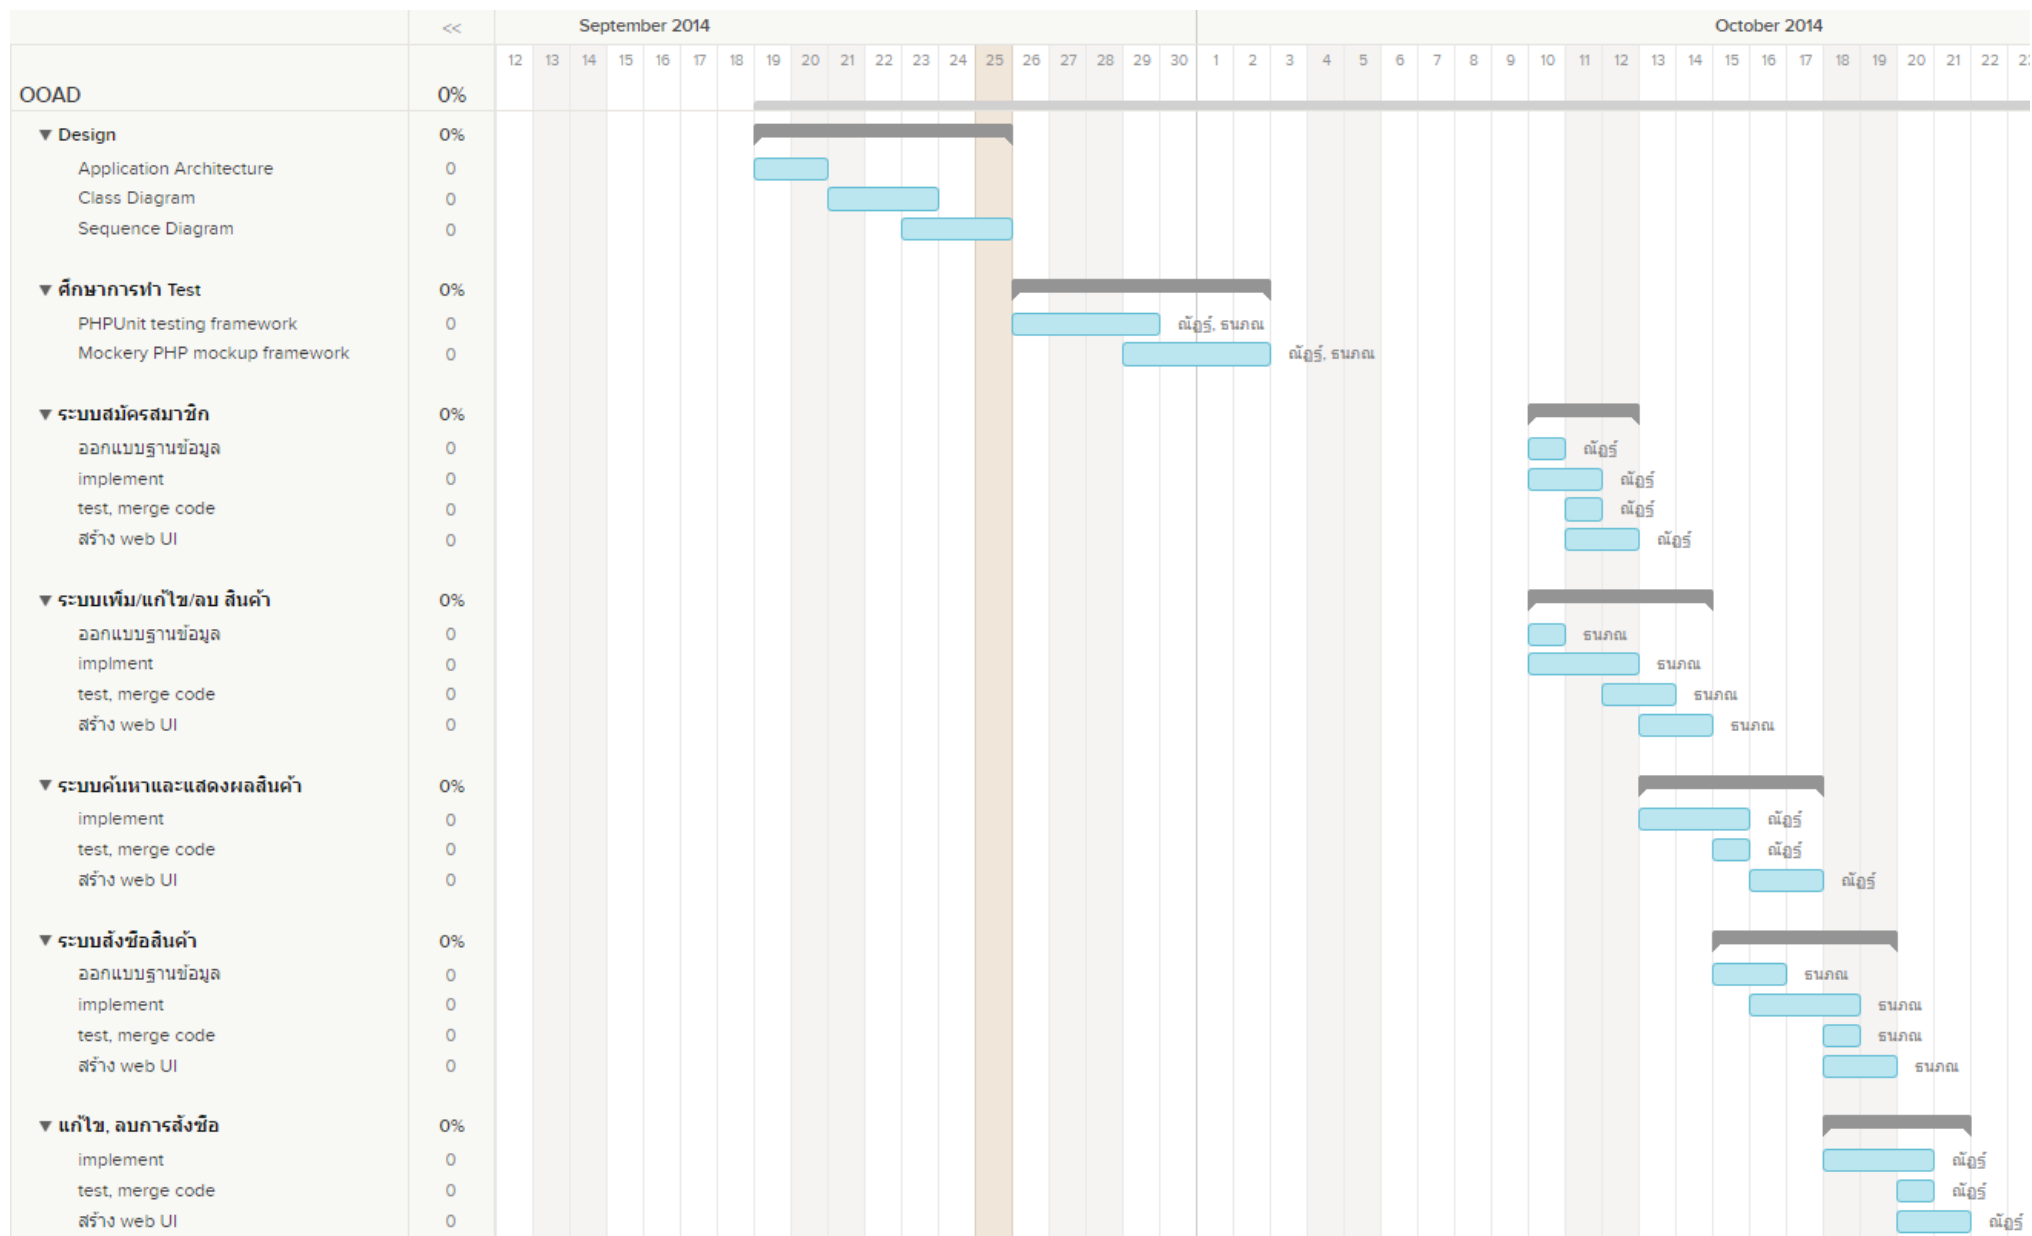 << September 2014 October 2014
12 13 14 15 16 17 18 19 20 21 22 23 24 25 26 27 28 29 30 1 2 3 4 5 6 7 8 9 10 11 12 13 14 15 16 17 18 19 20 21 22
OOAD 0%
Design 0%
Application Architecture 0
Class Diagram 0
Sequence Diagram 0
ศึกษาการทำ Test 0%
PHPUnit testing framework 0 ณัฏฐ์, ธนภณ
Mockery PHP mockup framework 0 ณัฏฐ์, ธนภณ
ระบบสมัครสมาชิก 0%
ออกแบบฐานข้อมูล 0 ณัฏฐ์
implement 0 ณัฏฐ์
test, merge code 0 ณัฏฐ์
สร้าง web UI 0 ณัฏฐ์
ระบบเพิ่ม/แก้ไข/ลบ สินค้า 0%
ออกแบบฐานข้อมูล 0 ธนภณ
implment 0 ธนภณ
test, merge code 0 ธนภณ
สร้าง web UI 0 ธนภณ
ระบบค้นหาและแสดงผลสินค้า 0%
implement 0 ณัฏฐ์
test, merge code 0 ณัฏฐ์
สร้าง web UI 0 ณัฏฐ์
ระบบสั่งซื้อสินค้า 0%
ออกแบบฐานข้อมูล 0 ธนภณ
implement 0 ธนภณ
test, merge code 0 ธนภณ
สร้าง web UI 0 ธนภณ
แก้ไข, ลบการสั่งซื้อ 0%
implement 0 ณัฏฐ์
test, merge code 0 ณัฏฐ์
สร้าง web UI 0 ณัฏฐ์